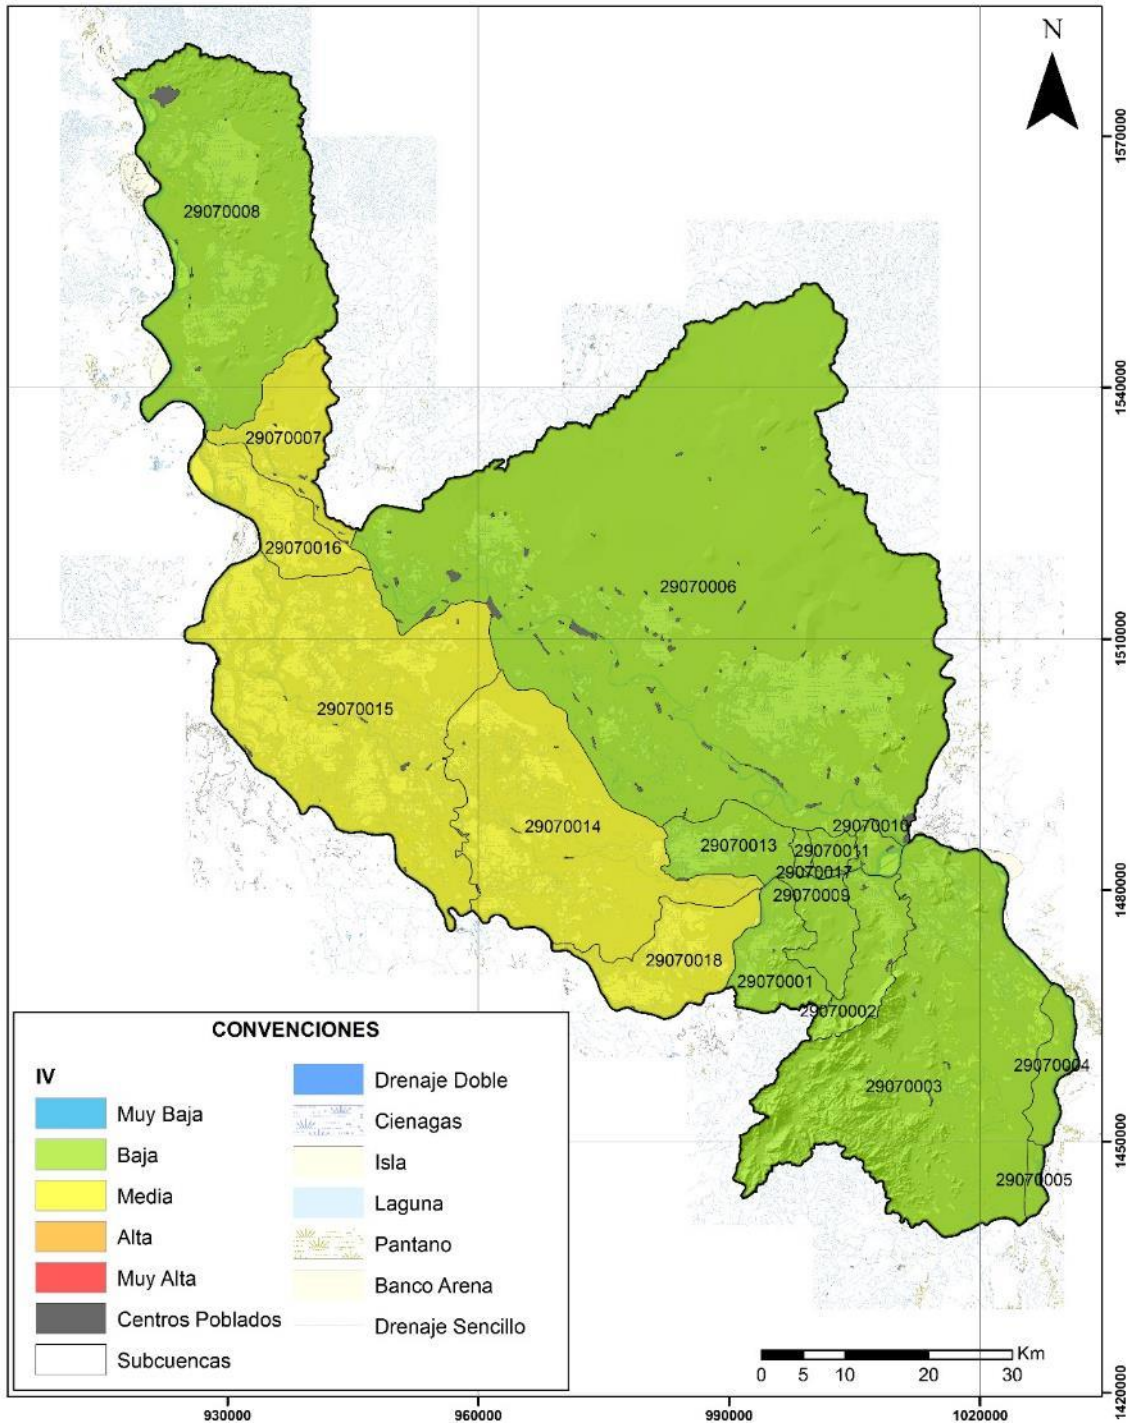 N
1570000
1540000
1510000
1480000
1450000
1420000
29070008
29070007
29070016
29070006
29070015
29070014
29070010
29070013
29070011
29070017
29070009
29070018
29070001
29070002
29070004
29070003
29070005
CONVENCIONES
IV
Muy Baja
Baja
Media
Alta
Muy Alta
Centros Poblados
Subcuencas
Drenaje Doble
Cienagas
Isla
Laguna
Pantano
Banco Arena
Drenaje Sencillo
Km
0 5 10 20 30
930000 960000 990000 1020000